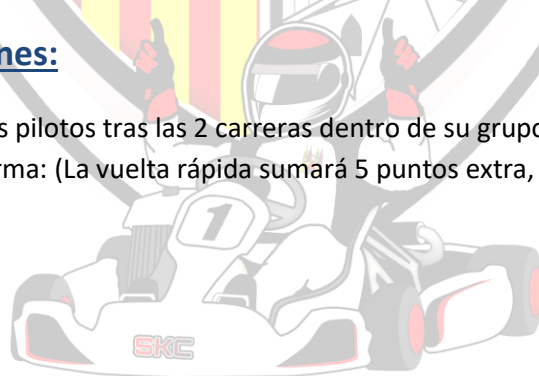 nes:
s pilotos tras las 2 carreras dentro de su grupo
rma: (La vuelta rápida sumará 5 puntos extra,
1
SKC